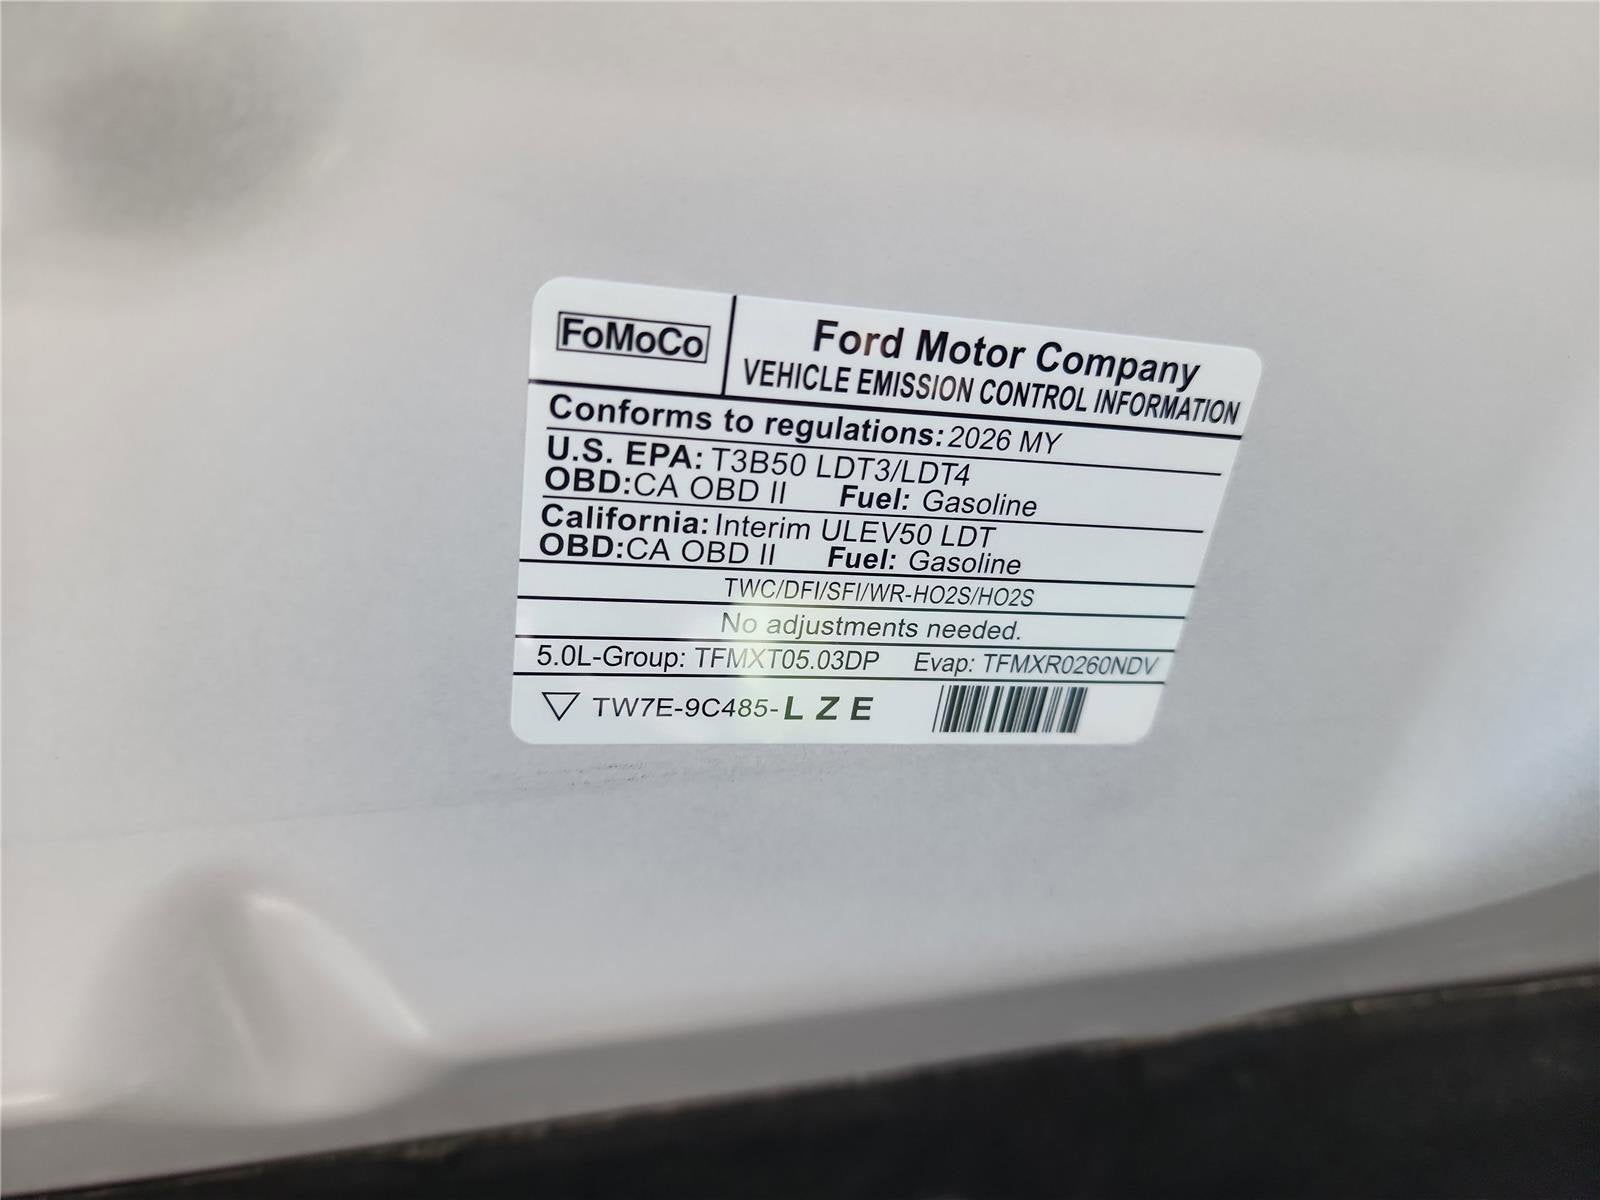 FoMoCo
Ford Motor Company
VEHICLE EMISSION CONTROL INFORMATION
Conforms to regulations: 2026 MY
U.S. EPA: T3B50 LDT3/LDT4
OBD: CA OBD II Fuel: Gasoline
California: Interim ULEV50 LDT
OBD: CA OBD II Fuel: Gasoline
TWC/DFI/SFI/WR-HO2S/HO2S
No adjustments needed.
5.0L-Group: TFMXT05.03DP Evap: TFMXR0260NDV
TW7E-9C485-LZE